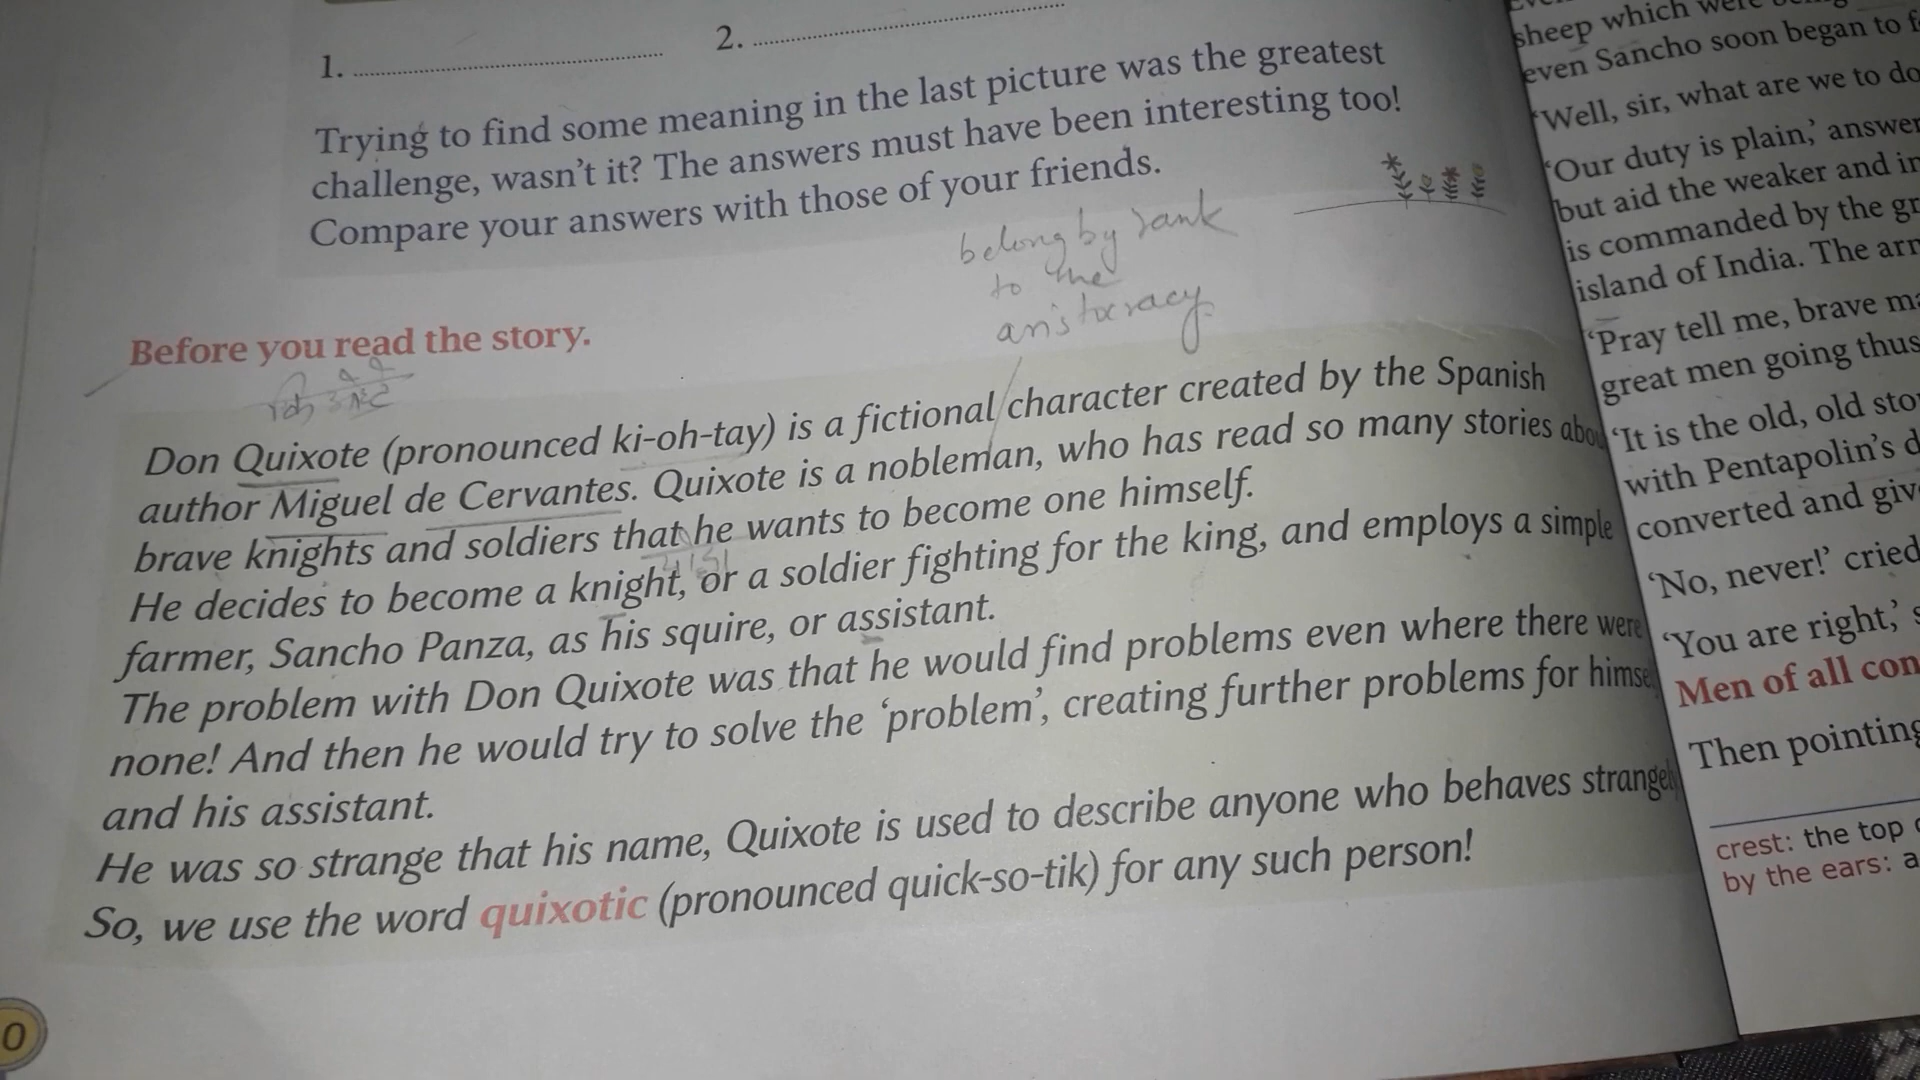 1. ........................ 2. ........................
Trying to find some meaning in the last picture was the greatest
challenge, wasn't it? The answers must have been interesting too!
Compare your answers with those of your friends.
belong by rank
to the
aristocracy
Before you read the story.
Don Quixote (pronounced ki-oh-tay) is a fictional character created by the Spanish
author Miguel de Cervantes. Quixote is a nobleman, who has read so many stories abou
brave knights and soldiers that he wants to become one himself.
He decides to become a knight, or a soldier fighting for the king, and employs a simple
farmer, Sancho Panza, as his squire, or assistant.
The problem with Don Quixote was that he would find problems even where there were
none! And then he would try to solve the ‘problem’, creating further problems for himse
and his assistant.
He was so strange that his name, Quixote is used to describe anyone who behaves strangel
So, we use the word quixotic (pronounced quick-so-tik) for any such person!
0
sheep which were
even Sancho soon began to f
‘Well, sir, what are we to do
‘Our duty is plain,’ answer
but aid the weaker and in
is commanded by the gr
island of India. The arm
‘Pray tell me, brave ma
great men going thus
‘It is the old, old stor
with Pentapolin’s d
converted and giv
‘No, never!’ cried
‘You are right,’ s
Men of all con
Then pointing
crest: the top
by the ears: a